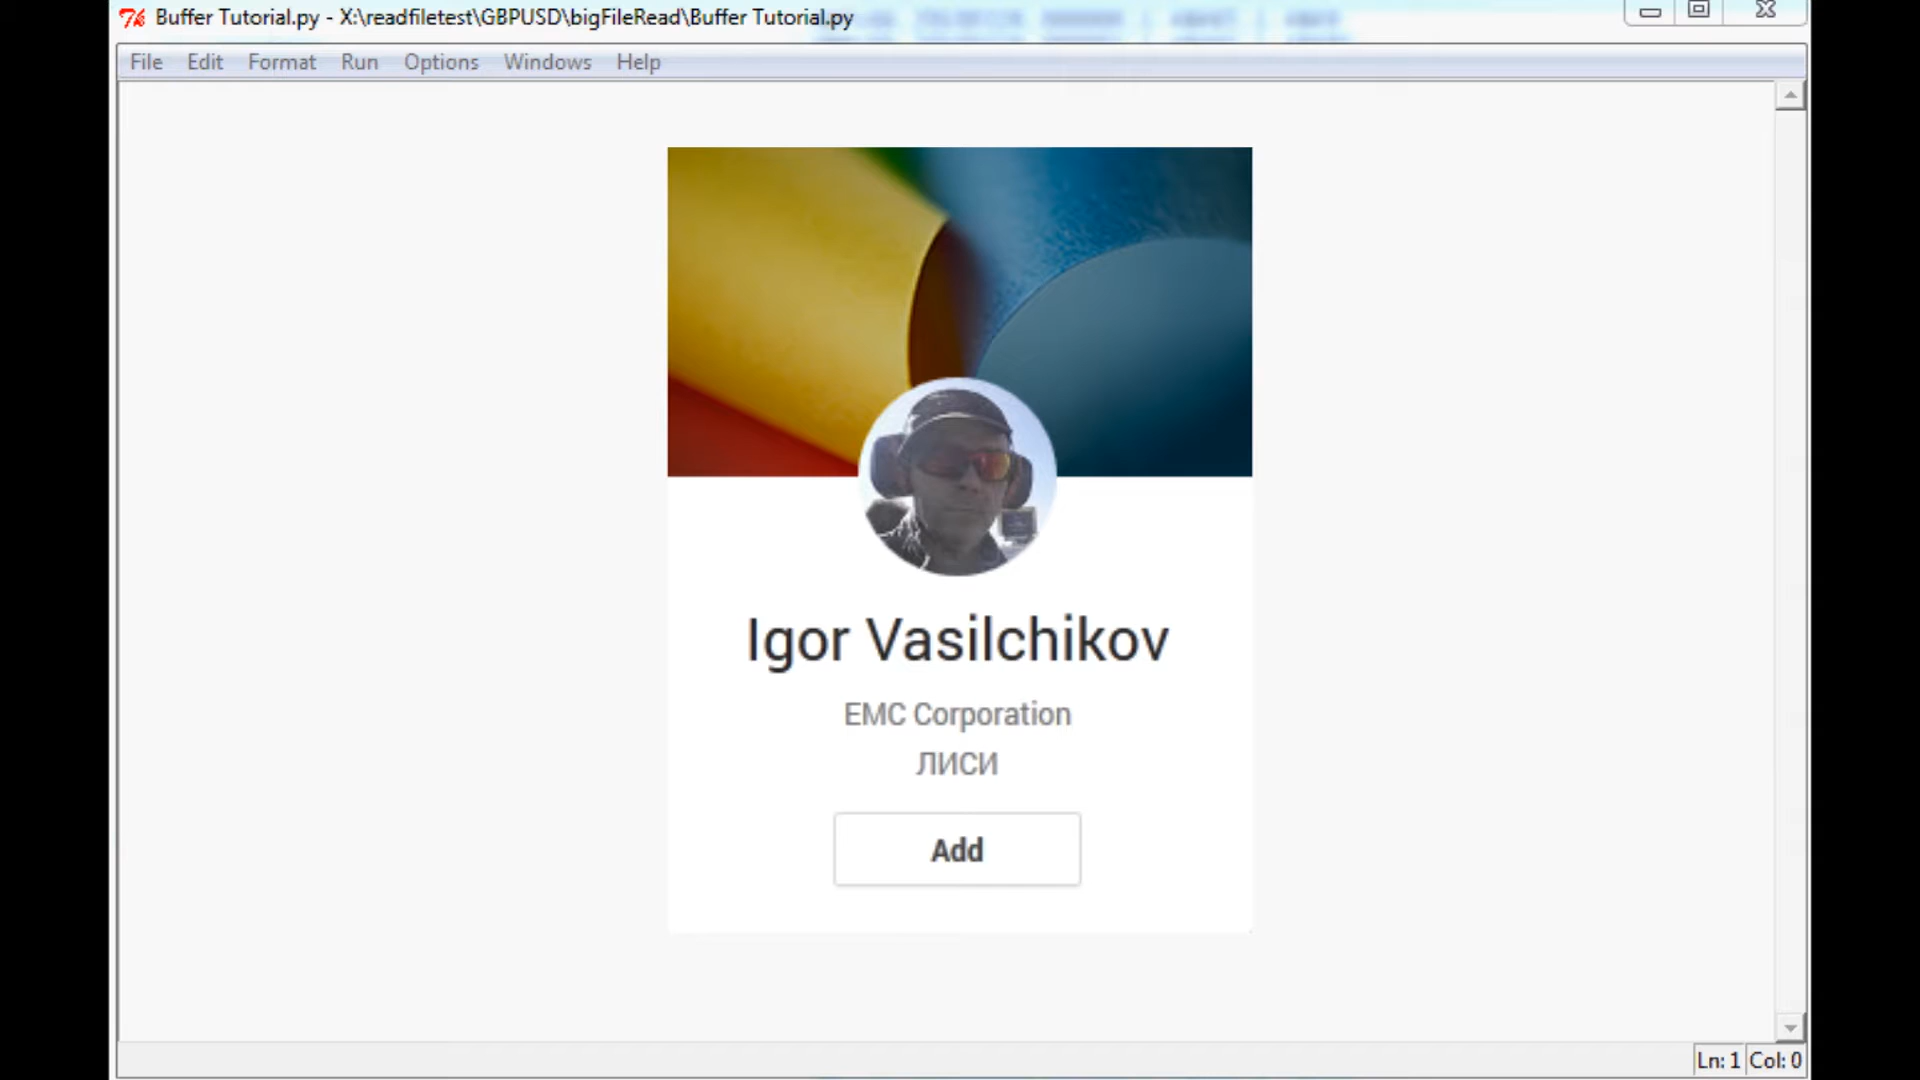 Buffer Tutorial.py - X:\readfiletest\GBPUSD\bigFileRead\Buffer Tutorial.py
File Edit Format Run Options Windows Help
Igor Vasilchikov
EMC Corporation
ЛИСИ
Add
Ln: 1 Col: 0